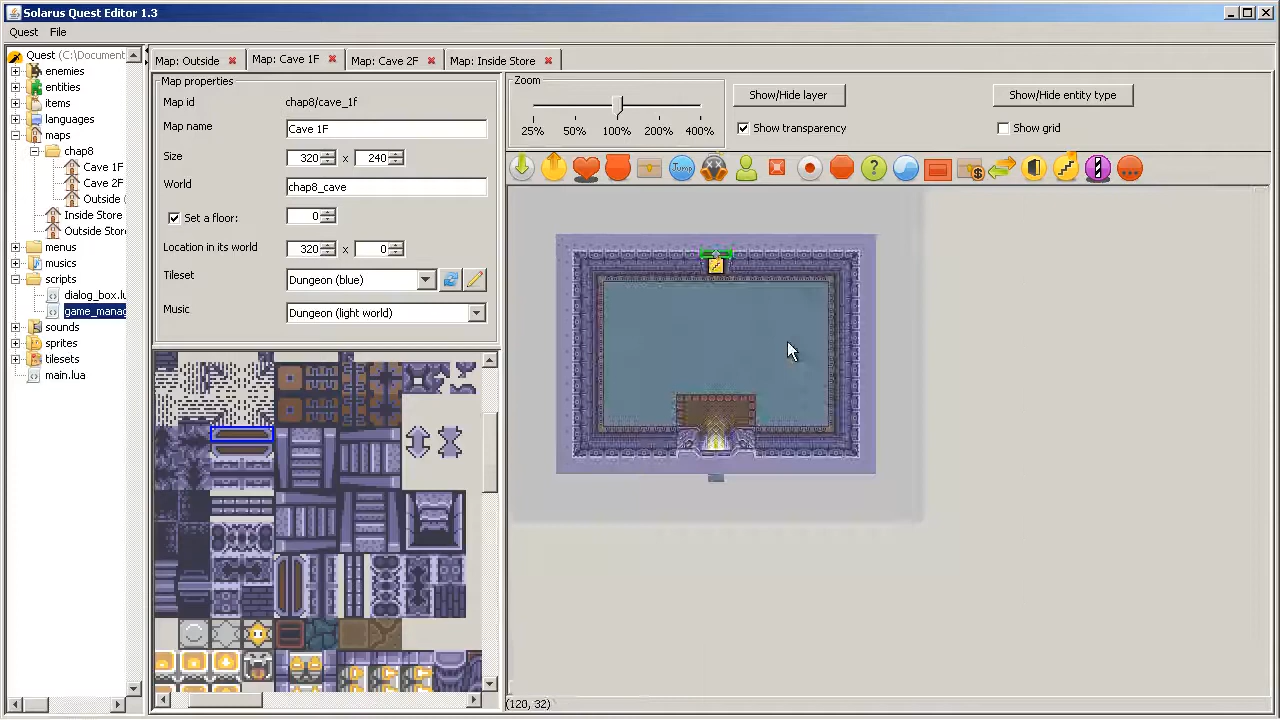 Solarus Quest Editor 1.3
Quest File
Quest (C:\Document
enemies
entities
items
languages
maps
chap8
Cave 1F
Cave 2F
Outside (
Inside Store
Outside Stor
menus
musics
scripts
dialog_box.lu
game_manag
sounds
sprites
tilesets
main.lua
Map: Outside
Map: Cave 1F
Map: Cave 2F
Map: Inside Store
Map properties
Map id chap8/cave_1f
Map name Cave 1F
Size 320 x 240
World chap8_cave
Set a floor: 0
Location in its world 320 x 0
Tileset Dungeon (blue)
Music Dungeon (light world)
Zoom
25% 50% 100% 200% 400%
Show/Hide layer
Show/Hide entity type
Show transparency
Show grid
Jump
?
$
...
(120, 32)